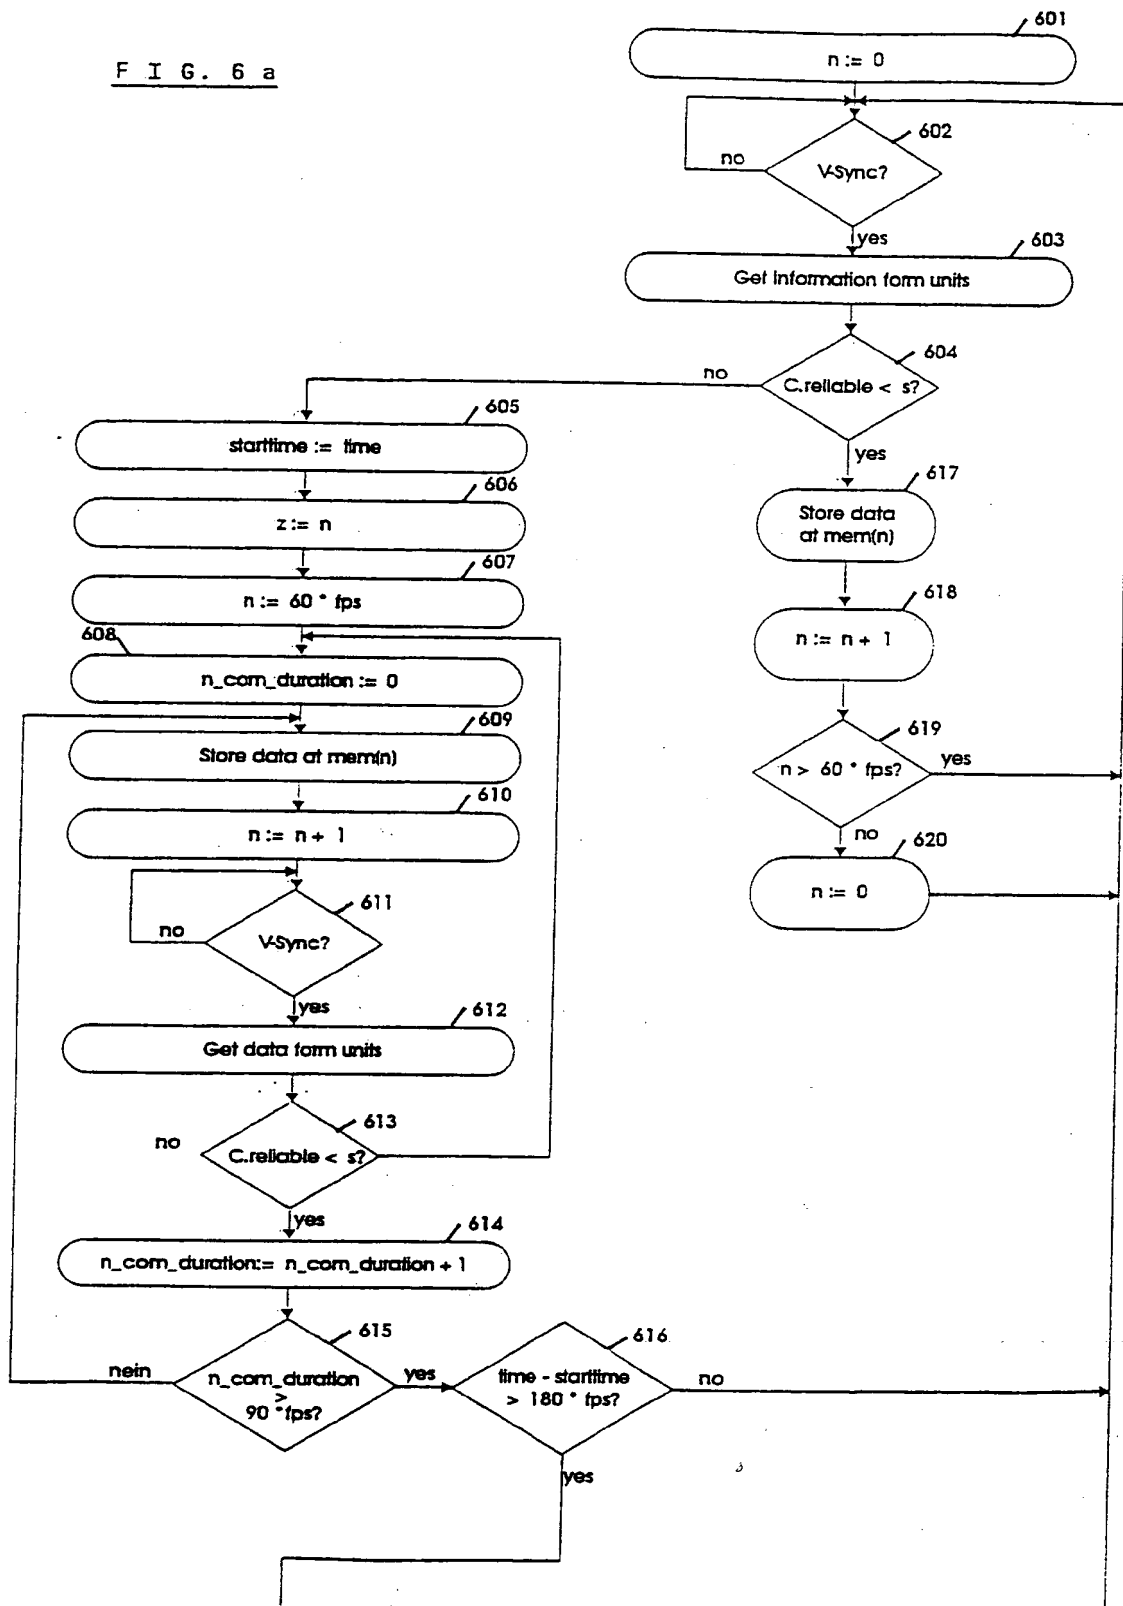 F I G. 6 a
601
n := 0
602
V-Sync?
no
yes
603
Get information form units
604
C.reliable < s?
no
yes
605
starttime := time
606
z := n
607
n := 60 * fps
608
n_com_duration := 0
609
Store data at mem(n)
610
n := n + 1
611
V-Sync?
no
yes
612
Get data form units
613
no
C.reliable < s?
yes
614
n_com_duration:= n_com_duration + 1
615
nein
n_com_duration
>
90 * fps?
yes
616
time - starttime
> 180 * fps?
no
yes
617
Store data
at mem(n)
618
n := n + 1
619
n > 60 * fps?
yes
no
620
n := 0